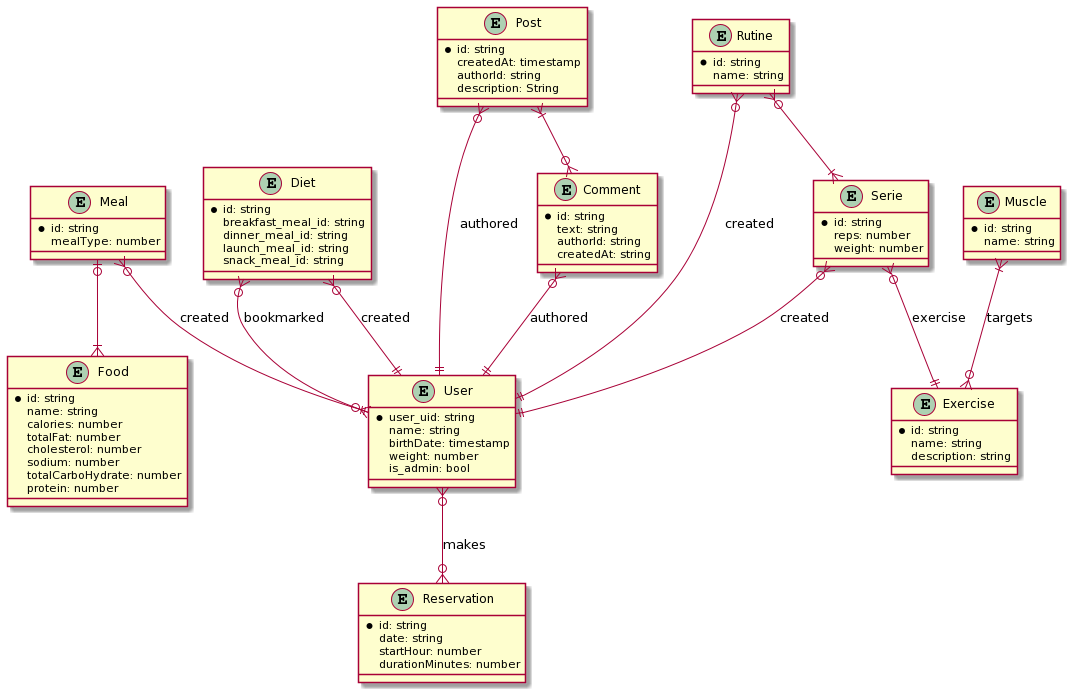 E Post
id: string
createdAt: timestamp
authorId: string
description: String
E Rutine
id: string
name: string
E Meal
id: string
mealType: number
E Diet
id: string
breakfast_meal_id: string
dinner_meal_id: string
launch_meal_id: string
snack_meal_id: string
E Comment
id: string
text: string
authorId: string
createdAt: string
E Serie
id: string
reps: number
weight: number
E Muscle
id: string
name: string
authored
created
created
bookmarked
created
authored
created
exercise
targets
E Food
id: string
name: string
calories: number
totalFat: number
cholesterol: number
sodium: number
totalCarboHydrate: number
protein: number
E User
user_uid: string
name: string
birthDate: timestamp
weight: number
is_admin: bool
E Exercise
id: string
name: string
description: string
makes
E Reservation
id: string
date: string
startHour: number
durationMinutes: number